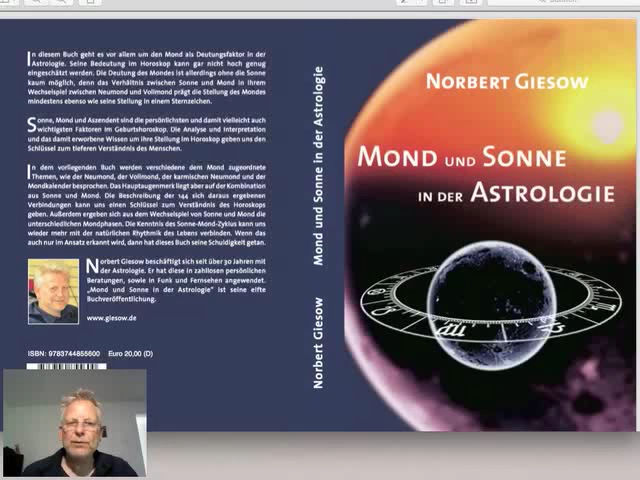 In diesem Buch geht es vor allem um den Mond als Deutungsfaktor in der
Astrologie. Seine Bedeutung im Horoskop kann gar nicht hoch genug
eingeschätzt werden. Die Deutung des Mondes ist allerdings ohne die Sonne
kaum möglich, denn das Verhältnis zwischen Sonne und Mond in ihrem
Wechselspiel zwischen Neumond und Vollmond prägt die Stellung des Mondes
mindestens ebenso wie seine Stellung in einem Sternzeichen.
Sonne, Mond und Aszendent sind die persönlichsten und damit vielleicht auch
wichtigsten Faktoren im Geburtshoroskop. Die Analyse und Interpretation
und das damit erworbene Wissen um ihre Stellung im Horoskop geben uns den
Schlüssel zum tieferen Verständnis des Menschen.
In dem vorliegenden Buch werden verschiedene dem Mond zugeordnete
Themen, wie der Neumond, der Vollmond, der karmischen Neumond und der
Mondkalender besprochen. Das Hauptaugenmerk liegt aber auf der Kombination
aus Sonne und Mond. Die Beschreibung der 144 sich daraus ergebenen
Verbindungen kann uns einen Schlüssel zum Verständnis des Horoskops
geben. Außerdem ergeben sich aus dem Wechselspiel von Sonne und Mond die
unterschiedlichen Mondphasen. Die Kenntnis des Sonne-Mond-Zyklus kann uns
wieder mehr mit der natürlichen Rhythmik des Lebens verbinden. Wenn das
auch nur im Ansatz erkannt wird, dann hat dieses Buch seine Schuldigkeit getan.
Norbert Giesow beschäftigt sich seit über 30 Jahren mit
der Astrologie. Er hat diese in zahllosen persönlichen
Beratungen, sowie in Funk und Fernsehen angewendet.
„Mond und Sonne in der Astrologie" ist seine elfte
Buchveröffentlichung.
www.giesow.de
ISBN: 9783744855600 Euro 20,00 (D)
Norbert Giesow Mond und Sonne in der Astrologie
Norbert Giesow
Mond und Sonne
in der Astrologie